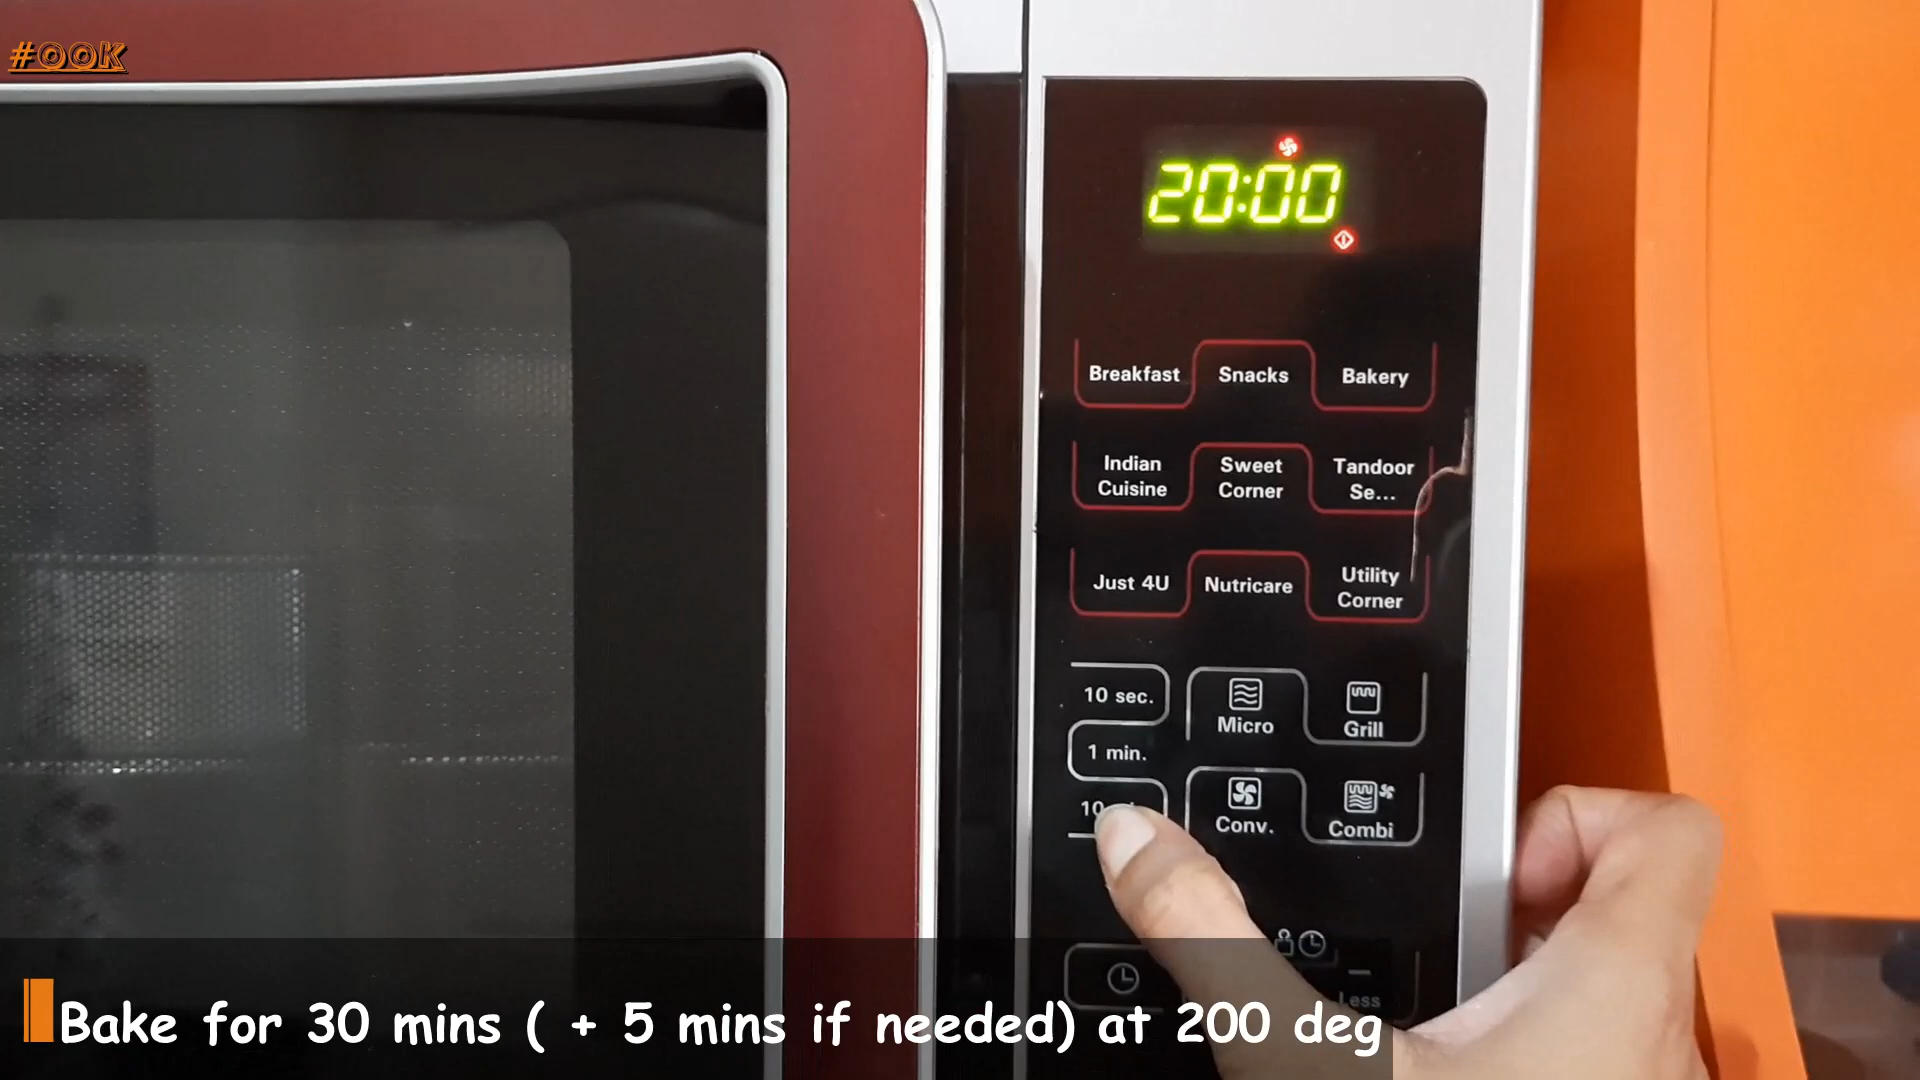 #OOK
20:00
Breakfast
Snacks
Bakery
Indian
Cuisine
Sweet
Corner
Tandoor
Se...
Just 4U
Nutricare
Utility
Corner
10 sec.
Micro
Grill
1 min.
10
Conv.
Combi
Less
Bake for 30 mins ( + 5 mins if needed) at 200 deg